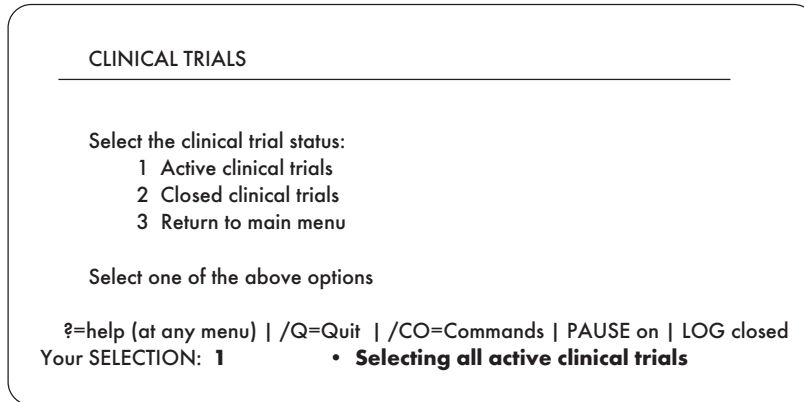 CLINICAL TRIALS
Select the clinical trial status:
1 Active clinical trials
2 Closed clinical trials
3 Return to main menu
Select one of the above options
?=help (at any menu) | /Q=Quit | /CO=Commands | PAUSE on | LOG closed
Your SELECTION: 1 • Selecting all active clinical trials